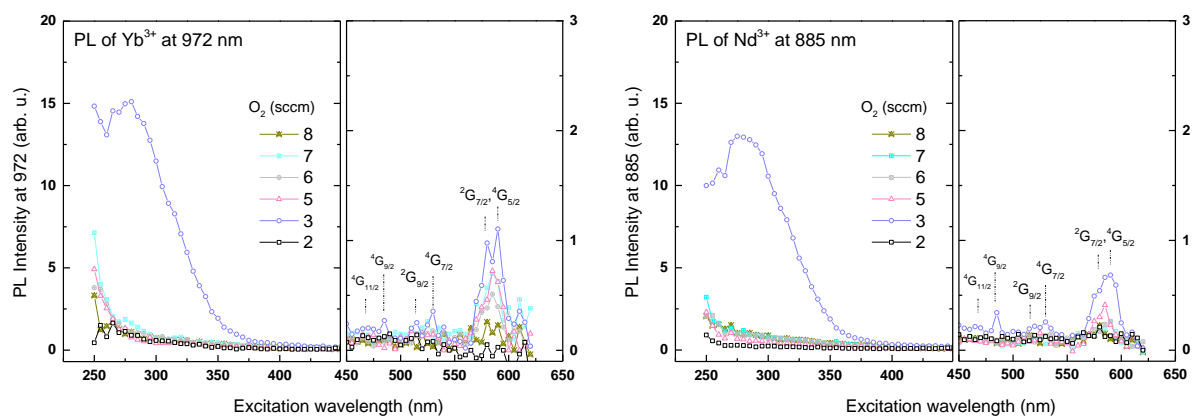 PL of Yb³⁺ at 972 nm
PL Intensity at 972 (arb. u.)
20
15
10
5
0
O₂ (sccm)
8
7
6
5
3
2
250 300 350 400
Excitation wavelength (nm)
3
2
1
0
⁴G₁₁/₂
⁴G₉/₂
²G₉/₂
⁴G₇/₂
²G₇/₂, ⁴G₅/₂
450 500 550 600 650
PL of Nd³⁺ at 885 nm
PL Intensity at 885 (arb. u.)
20
15
10
5
0
O₂ (sccm)
8
7
6
5
3
2
250 300 350 400
Excitation wavelength (nm)
3
2
1
0
⁴G₁₁/₂
⁴G₉/₂
²G₉/₂
⁴G₇/₂
²G₇/₂, ⁴G₅/₂
450 500 550 600 650